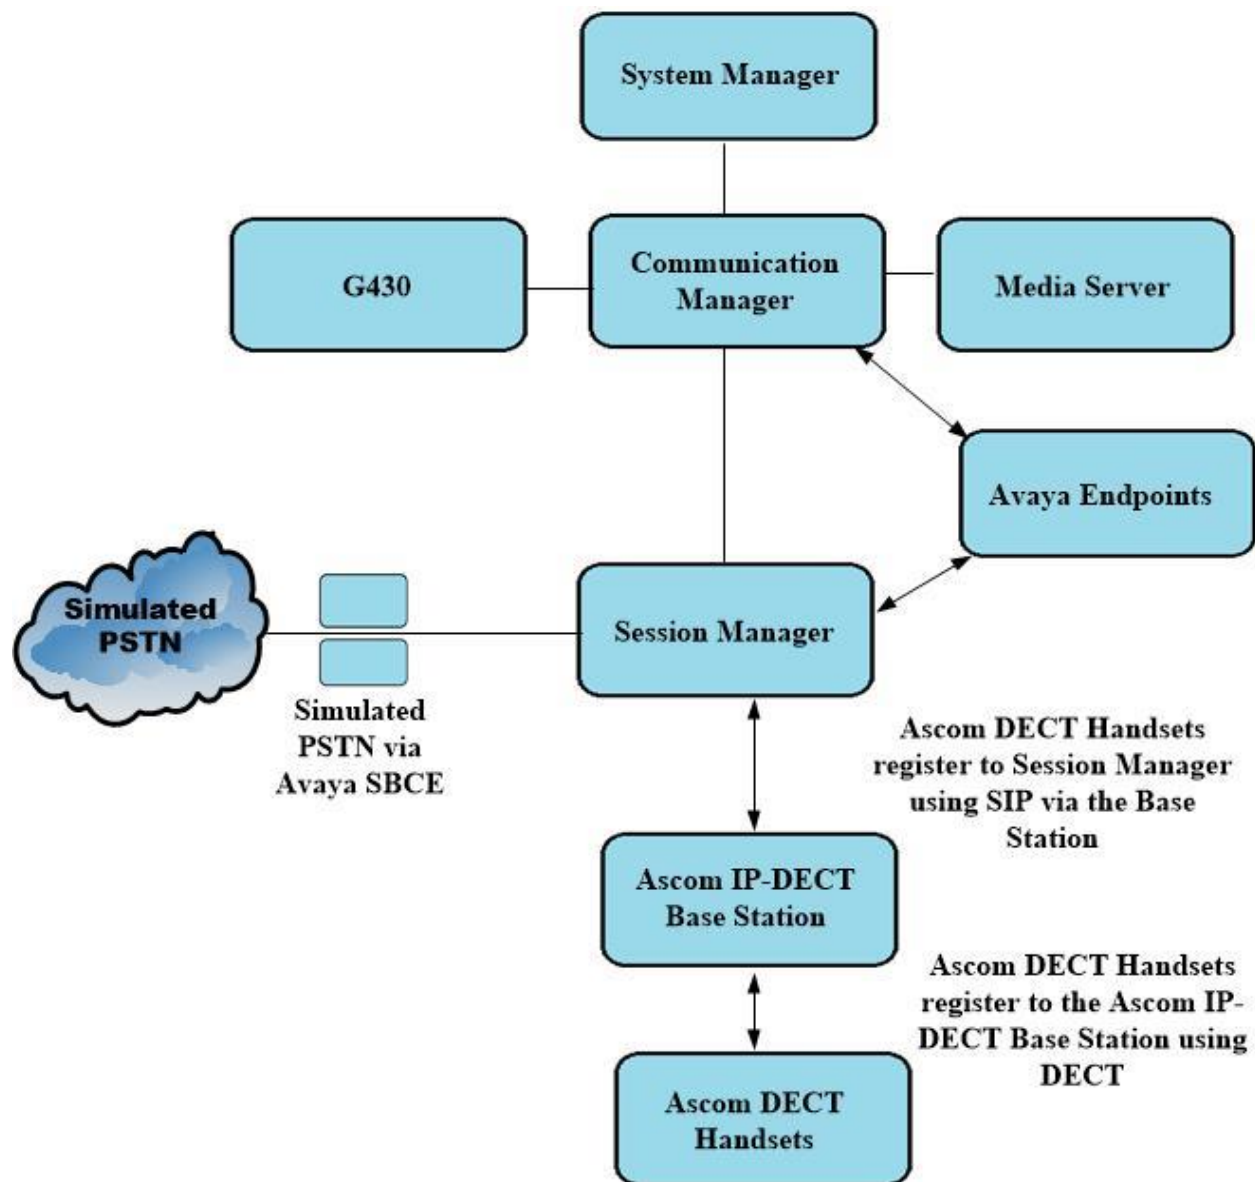 System Manager
G430
Communication
Manager
Media Server
Avaya Endpoints
Simulated
PSTN
Simulated
PSTN via
Avaya SBCE
Session Manager
Ascom DECT Handsets
register to Session Manager
using SIP via the Base
Station
Ascom IP-DECT
Base Station
Ascom DECT Handsets
register to the Ascom IP-
DECT Base Station using
DECT
Ascom DECT
Handsets